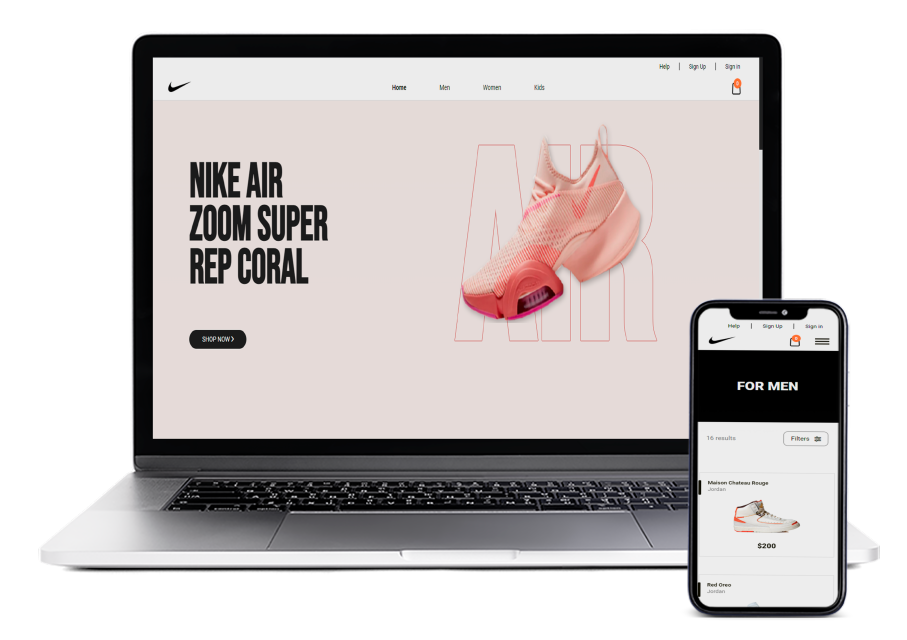 Help | Sign Up | Sign in
Home Men Women Kids
NIKE AIR
ZOOM SUPER
REP CORAL
SHOP NOW >
AIR
Help | Sign Up | Sign in
FOR MEN
16 results
Filters
Maison Chateau Rouge
Jordan
$200
Red Oreo
Jordan